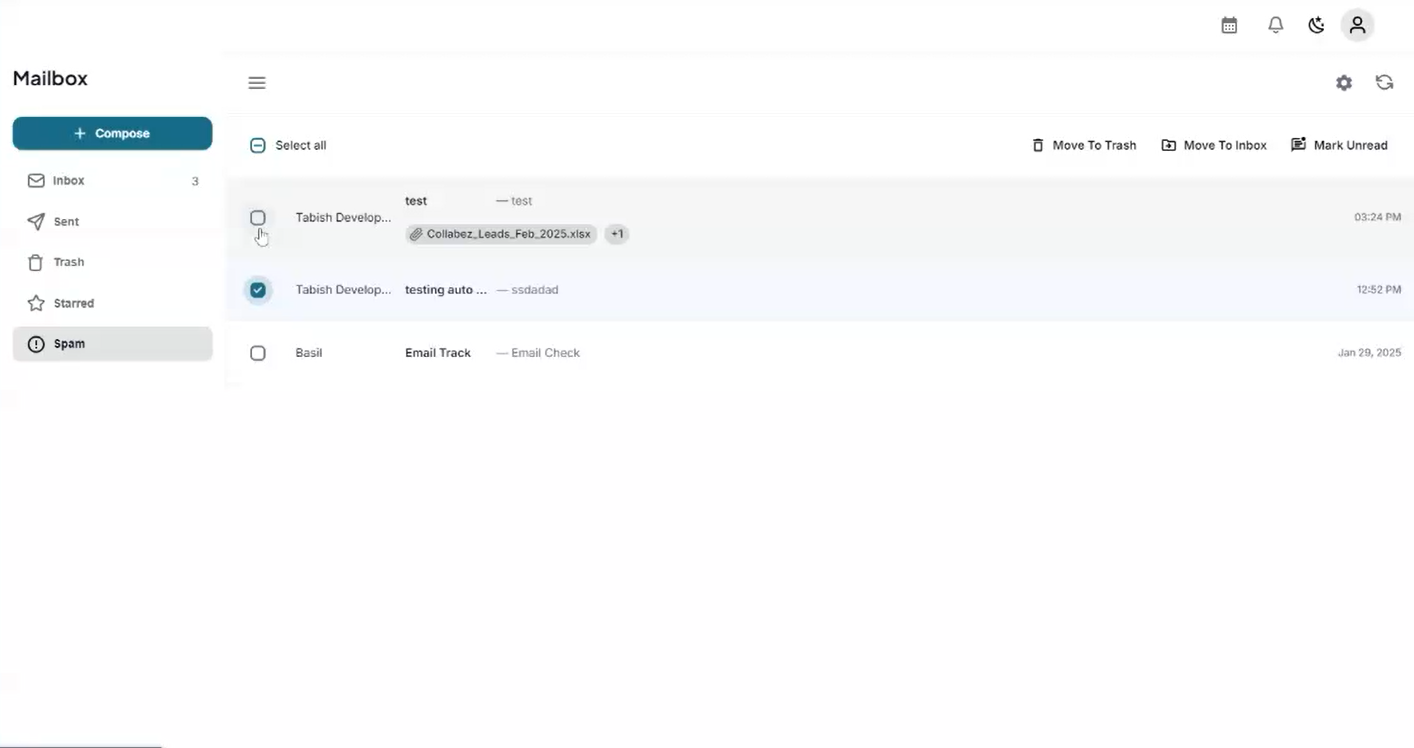 Mailbox
+ Compose
Select all
Move To Trash
Move To Inbox
Mark Unread
Inbox 3
Sent
Trash
Starred
Spam
Tabish Develop... test — test 03:24 PM
Collabez_Leads_Feb_2025.xlsx +1
Tabish Develop... testing auto ... — ssdadad 12:52 PM
Basil Email Track — Email Check Jan 29, 2025